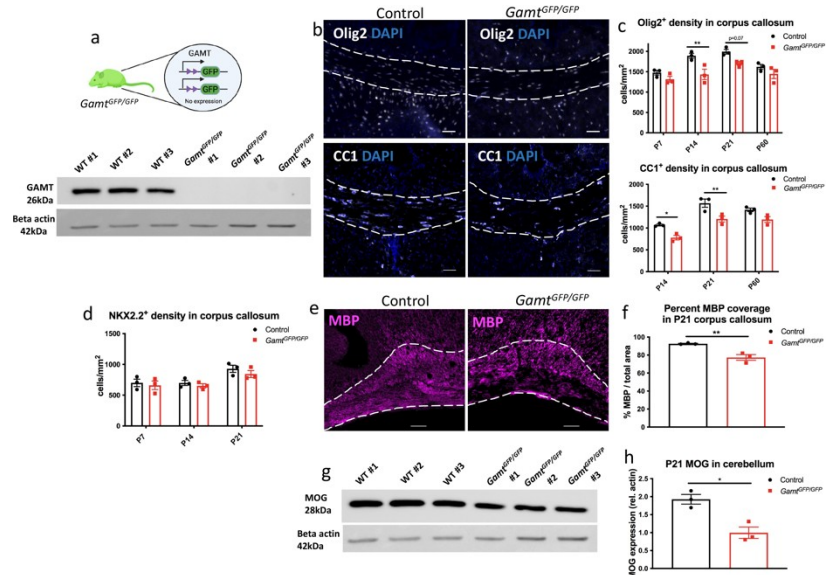 a
GAMT
GFP
GFP
No expression
Gamt^GFP/GFP
WT #1
WT #2
WT #3
Gamt^GFP/GFP #1
Gamt^GFP/GFP #2
Gamt^GFP/GFP #3
GAMT
26kDa
Beta actin
42kDa
b
Control
Gamt^GFP/GFP
Olig2 DAPI
Olig2 DAPI
CC1 DAPI
CC1 DAPI
c
Olig2⁺ density in corpus callosum
Control
Gamt^GFP/GFP
cells/mm²
2000
1500
1000
500
0
**
p=0.07
P7
P14
P21
P60
CC1⁺ density in corpus callosum
Control
Gamt^GFP/GFP
cells/mm²
2000
1500
1000
500
0
*
**
P14
P21
P60
d
NKX2.2⁺ density in corpus callosum
Control
Gamt^GFP/GFP
cells/mm²
1500
1000
500
0
P7
P14
P21
e
Control
Gamt^GFP/GFP
MBP
MBP
f
Percent MBP coverage
in P21 corpus callosum
Control
Gamt^GFP/GFP
% MBP / total area
100
80
60
40
20
0
**
g
WT #1
WT #2
WT #3
Gamt^GFP/GFP #1
Gamt^GFP/GFP #2
Gamt^GFP/GFP #3
MOG
28kDa
Beta actin
42kDa
h
P21 MOG in cerebellum
Control
Gamt^GFP/GFP
MOG expression (rel. actin)
2.5
2.0
1.5
1.0
0.5
0.0
*